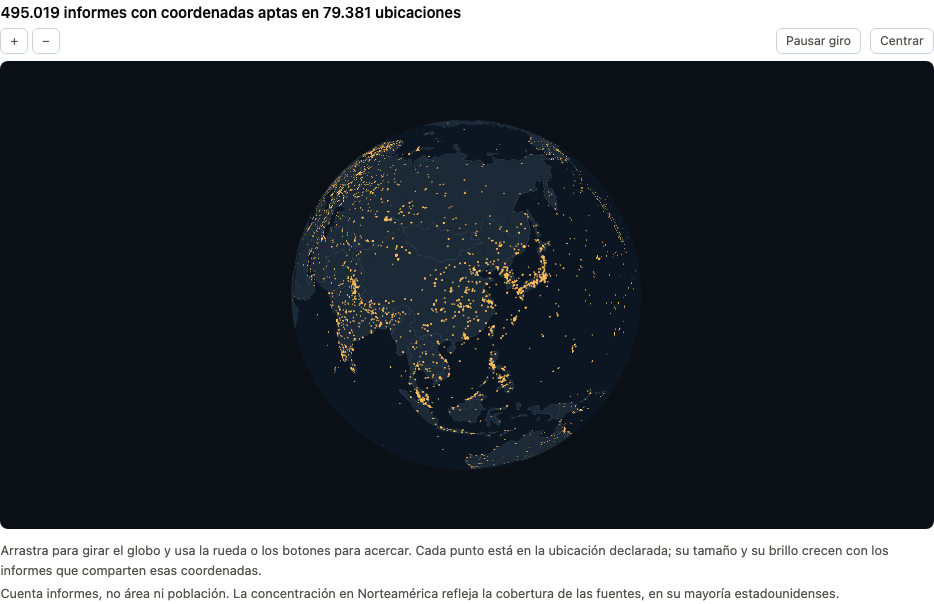 495.019 informes con coordenadas aptas en 79.381 ubicaciones
+ − Pausar giro Centrar
Arrastra para girar el globo y usa la rueda o los botones para acercar. Cada punto está en la ubicación declarada; su tamaño y su brillo crecen con los
informes que comparten esas coordenadas.
Cuenta informes, no área ni población. La concentración en Norteamérica refleja la cobertura de las fuentes, en su mayoría estadounidenses.